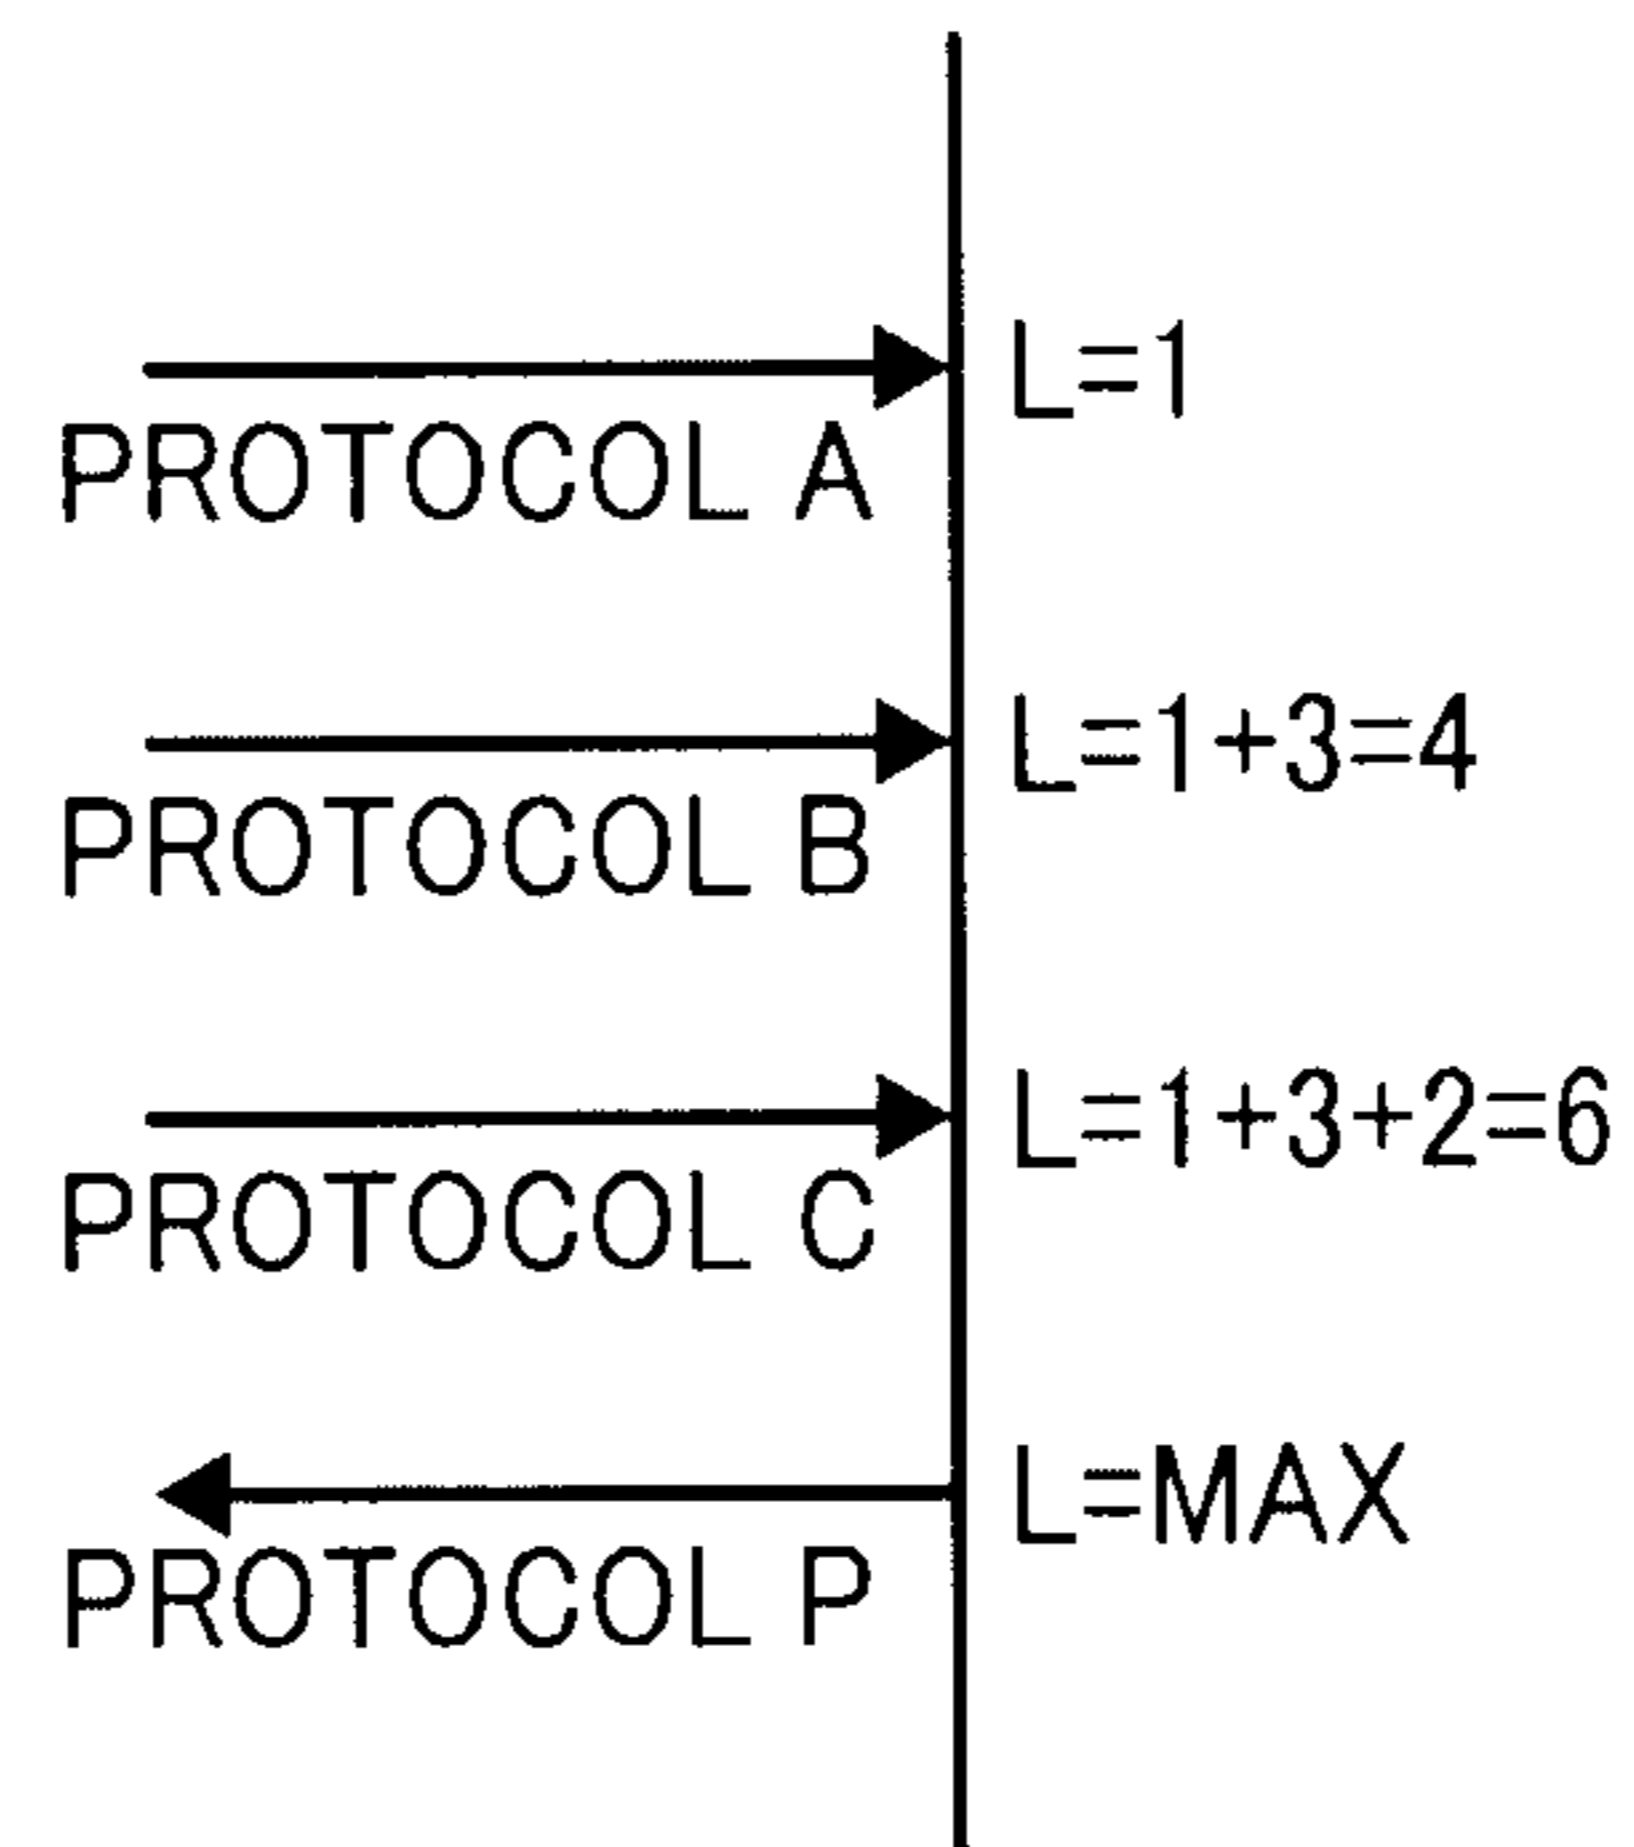 L=1
PROTOCOL A
L=1+3=4
PROTOCOL B
L=1+3+2=6
PROTOCOL C
L=MAX
PROTOCOL P